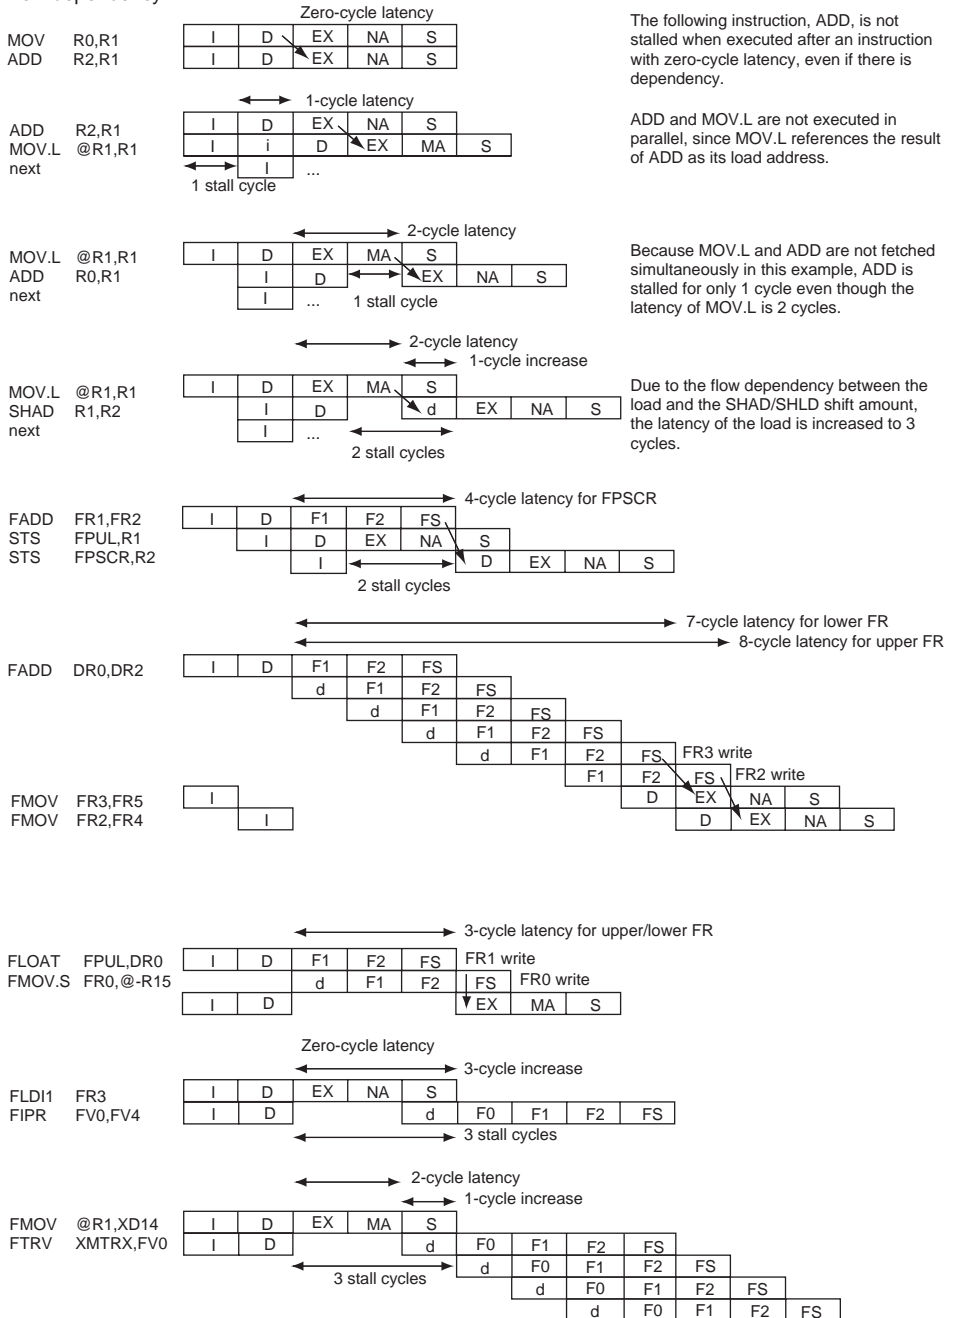 Zero-cycle latency
MOV R0,R1 I D EX NA S
ADD R2,R1 I D EX NA S
The following instruction, ADD, is not
stalled when executed after an instruction
with zero-cycle latency, even if there is
dependency.
1-cycle latency
ADD R2,R1 I D EX NA S
MOV.L @R1,R1 I i D EX MA S
next I ...
1 stall cycle
ADD and MOV.L are not executed in
parallel, since MOV.L references the result
of ADD as its load address.
2-cycle latency
MOV.L @R1,R1 I D EX MA S
ADD R0,R1 I D EX NA S
next I ... 1 stall cycle
Because MOV.L and ADD are not fetched
simultaneously in this example, ADD is
stalled for only 1 cycle even though the
latency of MOV.L is 2 cycles.
2-cycle latency
1-cycle increase
MOV.L @R1,R1 I D EX MA S
SHAD R1,R2 I D d EX NA S
next I ...
2 stall cycles
Due to the flow dependency between the
load and the SHAD/SHLD shift amount,
the latency of the load is increased to 3
cycles.
4-cycle latency for FPSCR
FADD FR1,FR2 I D F1 F2 FS
STS FPUL,R1 I D EX NA S
STS FPSCR,R2 I D EX NA S
2 stall cycles
7-cycle latency for lower FR
8-cycle latency for upper FR
FADD DR0,DR2 I D F1 F2 FS
d F1 F2 FS
d F1 F2 FS
d F1 F2 FS
d F1 F2 FS FR3 write
F1 F2 FS FR2 write
FMOV FR3,FR5 I D EX NA S
FMOV FR2,FR4 I D EX NA S
3-cycle latency for upper/lower FR
FLOAT FPUL,DR0 I D F1 F2 FS FR1 write
FMOV.S FR0,@-R15 d F1 F2 FS FR0 write
I D EX MA S
Zero-cycle latency
3-cycle increase
FLDI1 FR3 I D EX NA S
FIPR FV0,FV4 I D d F0 F1 F2 FS
3 stall cycles
2-cycle latency
1-cycle increase
FMOV @R1,XD14 I D EX MA S
FTRV XMTRX,FV0 I D d F0 F1 F2 FS
3 stall cycles d F0 F1 F2 FS
d F0 F1 F2 FS
d F0 F1 F2 FS